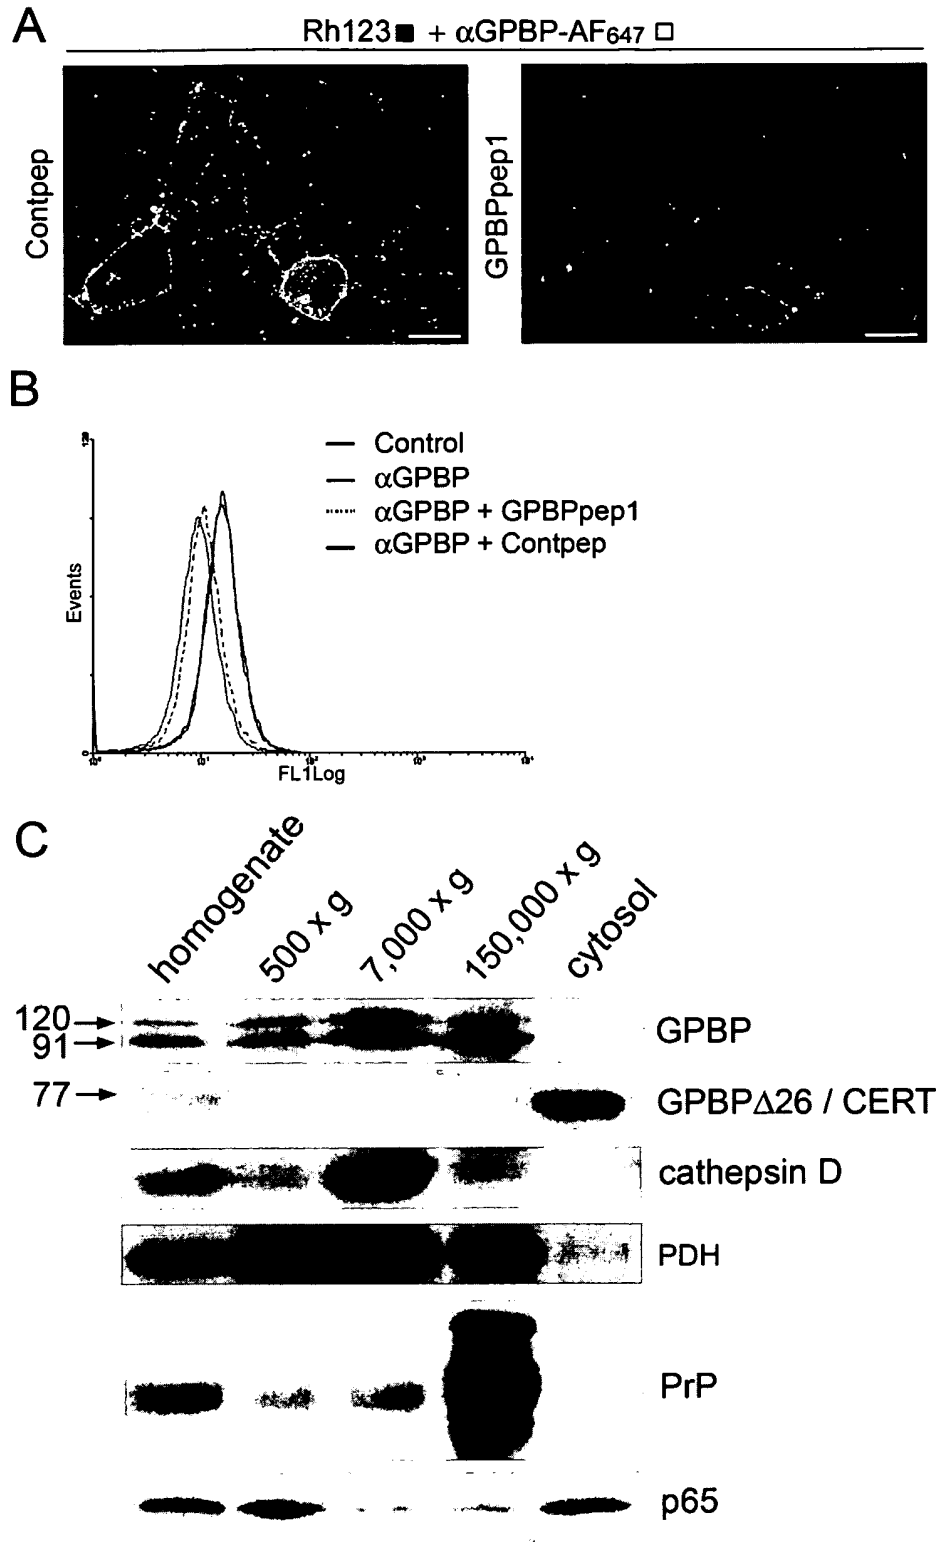 A
Rh123 + αGPBP-AF647
Contpep
GPBPpep1
B
Control
αGPBP
αGPBP + GPBPpep1
αGPBP + Contpep
Events
FL1Log
C
homogenate
500 x g
7,000 x g
150,000 x g
cytosol
120
91
GPBP
77
GPBPΔ26 / CERT
cathepsin D
PDH
PrP
p65